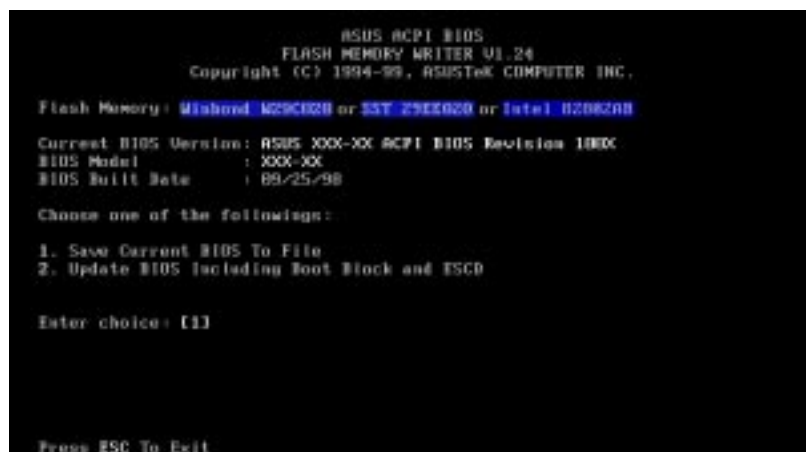 ASUS ACPI BIOS
FLASH MEMORY WRITER V1.24
Copyright (C) 1994-99, ASUSTeK COMPUTER INC.
Flash Memory: Winbond W29C020 or SST 29EE020 or Intel 82802AB
Current BIOS Version: ASUS XXX-XX ACPI BIOS Revision 100X
BIOS Model : XXX-XX
BIOS Built Date : 09/25/98
Choose one of the followings:
1. Save Current BIOS To File
2. Update BIOS Including Boot Block and ESCD
Enter choice: [1]
Press ESC To Exit